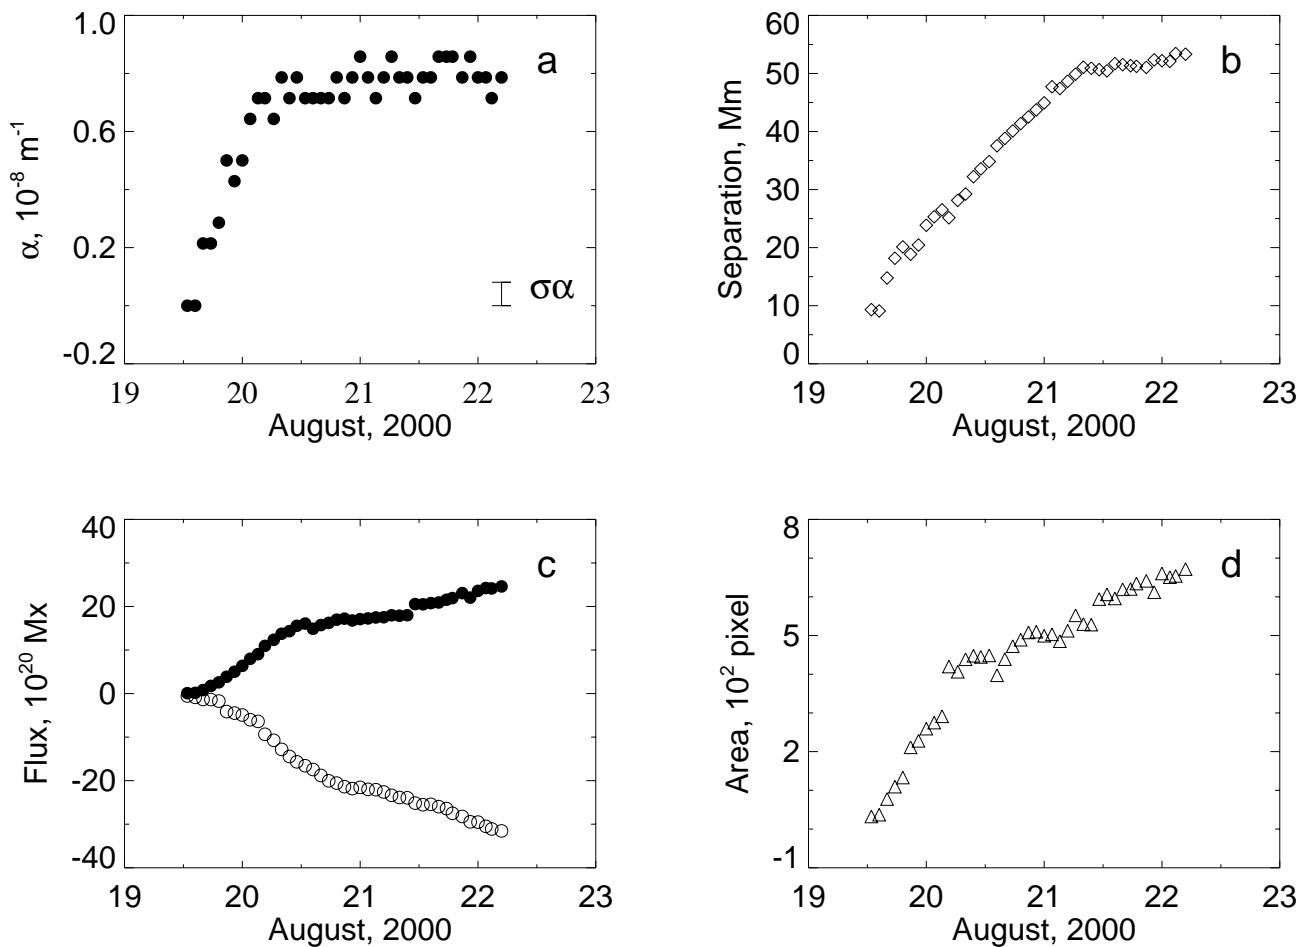 1.0
0.6
0.2
-0.2
α, 10⁻⁸ m⁻¹
a
σα
19 20 21 22 23
August, 2000
60
50
40
30
20
10
0
Separation, Mm
b
19 20 21 22 23
August, 2000
40
20
0
-20
-40
Flux, 10²⁰ Mx
c
19 20 21 22 23
August, 2000
8
5
2
-1
Area, 10² pixel
d
19 20 21 22 23
August, 2000